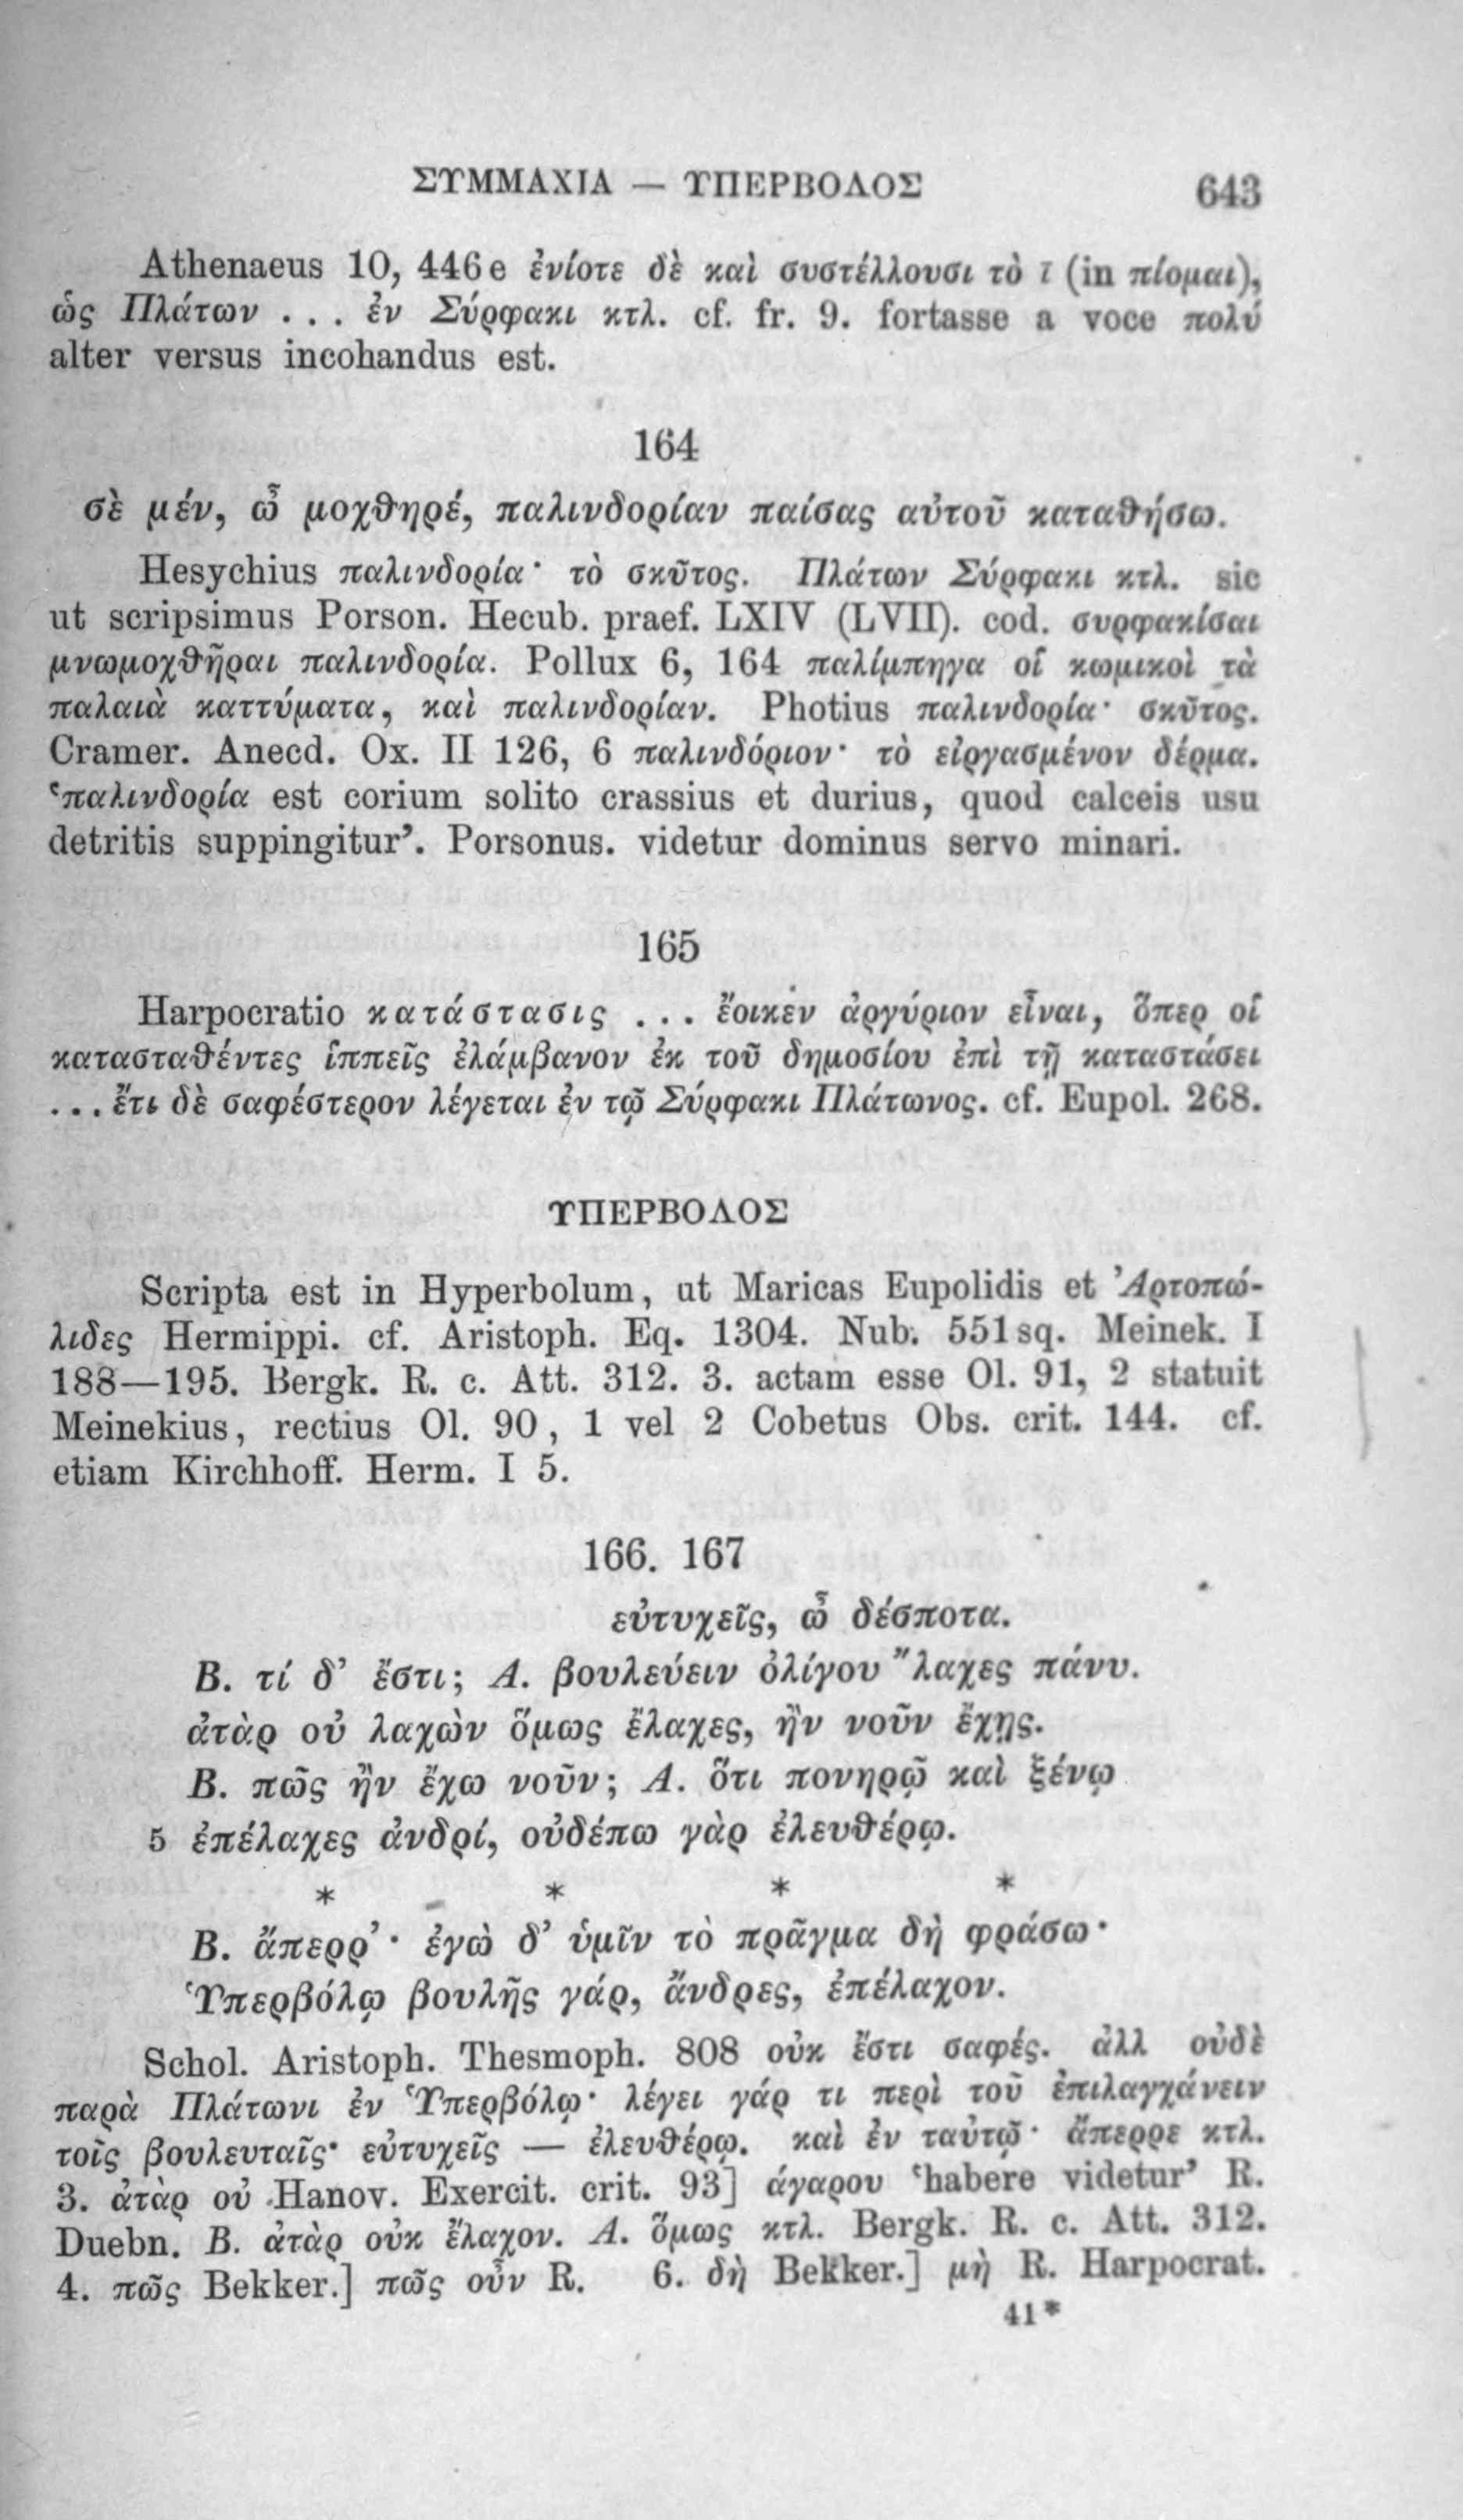 ΣΥΜΜΑΧΙΑ — ΥΠΕΡΒΟΛΟΣ 643
Athenaeus 10, 446 e ἐνίοτε δὲ καὶ συστέλλουσι τὸ ῑ (in πίομαι),
ὡς Πλάτων . . . ἐν Σύρφακι κτλ. cf. fr. 9. fortasse a voce πολύ
alter versus incohandus est.
164
σὲ μέν, ὦ μοχθηρέ, παλινδορίαν παίσας αὐτοῦ καταθήσω.
Hesychius παλινδορία· τὸ σκῦτος. Πλάτων Σύρφακι κτλ. sic
ut scripsimus Porson. Hecub. praef. LXIV (LVII). cod. συρφακίσαι
μνωμοχθῆραι παλινδορία. Pollux 6, 164 παλίμπηγα οἱ κωμικοὶ τὰ
παλαιὰ καττύματα, καὶ παλινδορίαν. Photius παλινδορία· σκῦτος.
Cramer. Anecd. Ox. II 126, 6 παλινδόριον· τὸ εἰργασμένον δέρμα.
‘παλινδορία est corium solito crassius et durius, quod calceis usu
detritis suppingitur’. Porsonus. videtur dominus servo minari.
165
Harpocratio κατάστασις . . . ἔοικεν ἀργύριον εἶναι, ὅπερ οἱ
κατασταθέντες ἱππεῖς ἐλάμβανον ἐκ τοῦ δημοσίου ἐπὶ τῇ καταστάσει
. . . ἔτι δὲ σαφέστερον λέγεται ἐν τῷ Σύρφακι Πλάτωνος. cf. Eupol. 268.
ΥΠΕΡΒΟΛΟΣ
Scripta est in Hyperbolum, ut Maricas Eupolidis et Ἀρτοπώ-
λιδες Hermippi. cf. Aristoph. Eq. 1304. Nub. 551 sq. Meinek. I
188—195. Bergk. R. c. Att. 312. 3. actam esse Ol. 91, 2 statuit
Meinekius, rectius Ol. 90, 1 vel 2 Cobetus Obs. crit. 144. cf.
etiam Kirchhoff. Herm. I 5.
166. 167
εὐτυχεῖς, ὦ δέσποτα.
Β. τί δ’ ἔστι; Α. βουλεύειν ὀλίγου ῎λαχες πάνυ.
ἀτὰρ οὐ λαχὼν ὅμως ἔλαχες, ἢν νοῦν ἔχῃς.
Β. πῶς ἢν ἔχω νοῦν; Α. ὅτι πονηρῷ καὶ ξένῳ
5 ἐπέλαχες ἀνδρί, οὐδέπω γὰρ ἐλευθέρῳ.
* * * *
Β. ἄπερρ’· ἐγὼ δ’ ὑμῖν τὸ πρᾶγμα δὴ φράσω·
Ὑπερβόλῳ βουλῆς γάρ, ἄνδρες, ἐπέλαχον.
Schol. Aristoph. Thesmoph. 808 οὐκ ἔστι σαφές. ἀλλ οὐδὲ
παρὰ Πλάτωνι ἐν Ὑπερβόλῳ· λέγει γάρ τι περὶ τοῦ ἐπιλαγχάνειν
τοῖς βουλευταῖς· εὐτυχεῖς — ἐλευθέρῳ. καὶ ἐν ταὐτῷ· ἄπερρε κτλ.
3. ἀτὰρ οὐ Hanov. Exercit. crit. 93] άγαρου ‘habere videtur’ R.
Duebn. Β. ἀτὰρ οὐκ ἔλαχον. Α. ὅμως κτλ. Bergk. R. c. Att. 312.
4. πῶς Bekker.] πῶς οὖν R. 6. δὴ Bekker.] μὴ R. Harpocrat.
41*